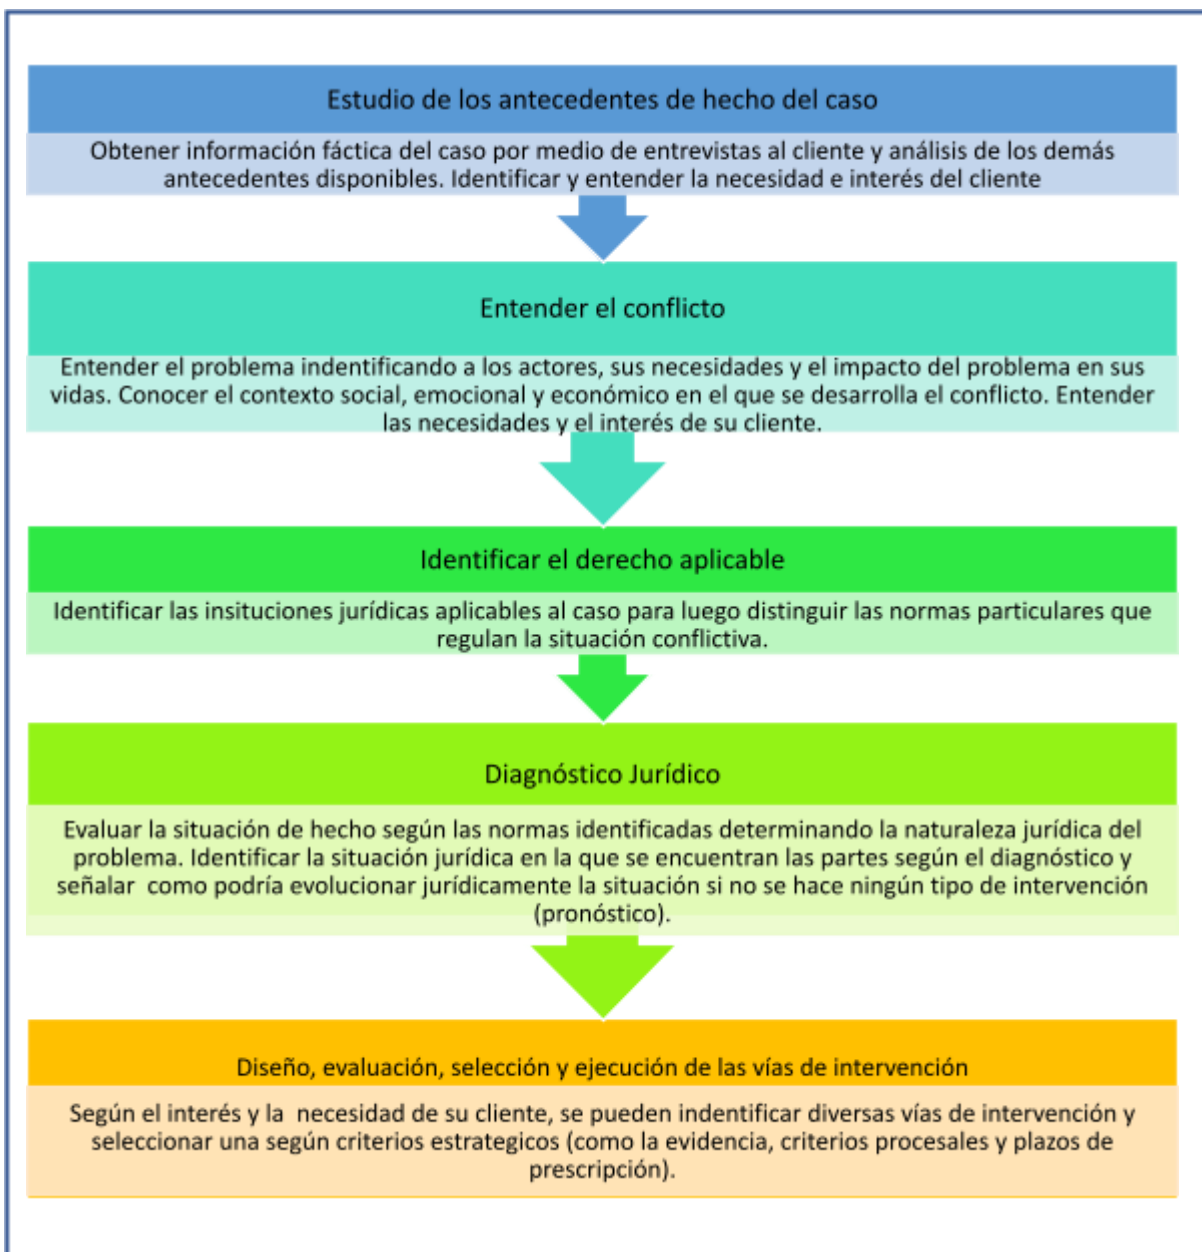 Estudio de los antecedentes de hecho del caso
Obtener información fáctica del caso por medio de entrevistas al cliente y análisis de los demás
antecedentes disponibles. Identificar y entender la necesidad e interés del cliente
Entender el conflicto
Entender el problema indentificando a los actores, sus necesidades y el impacto del problema en sus
vidas. Conocer el contexto social, emocional y económico en el que se desarrolla el conflicto. Entender
las necesidades y el interés de su cliente.
Identificar el derecho aplicable
Identificar las insituciones jurídicas aplicables al caso para luego distinguir las normas particulares que
regulan la situación conflictiva.
Diagnóstico Jurídico
Evaluar la situación de hecho según las normas identificadas determinando la naturaleza jurídica del
problema. Identificar la situación jurídica en la que se encuentran las partes según el diagnóstico y
señalar como podría evolucionar jurídicamente la situación si no se hace ningún tipo de intervención
(pronóstico).
Diseño, evaluación, selección y ejecución de las vías de intervención
Según el interés y la necesidad de su cliente, se pueden indentificar diversas vías de intervención y
seleccionar una según criterios estrategicos (como la evidencia, criterios procesales y plazos de
prescripción).